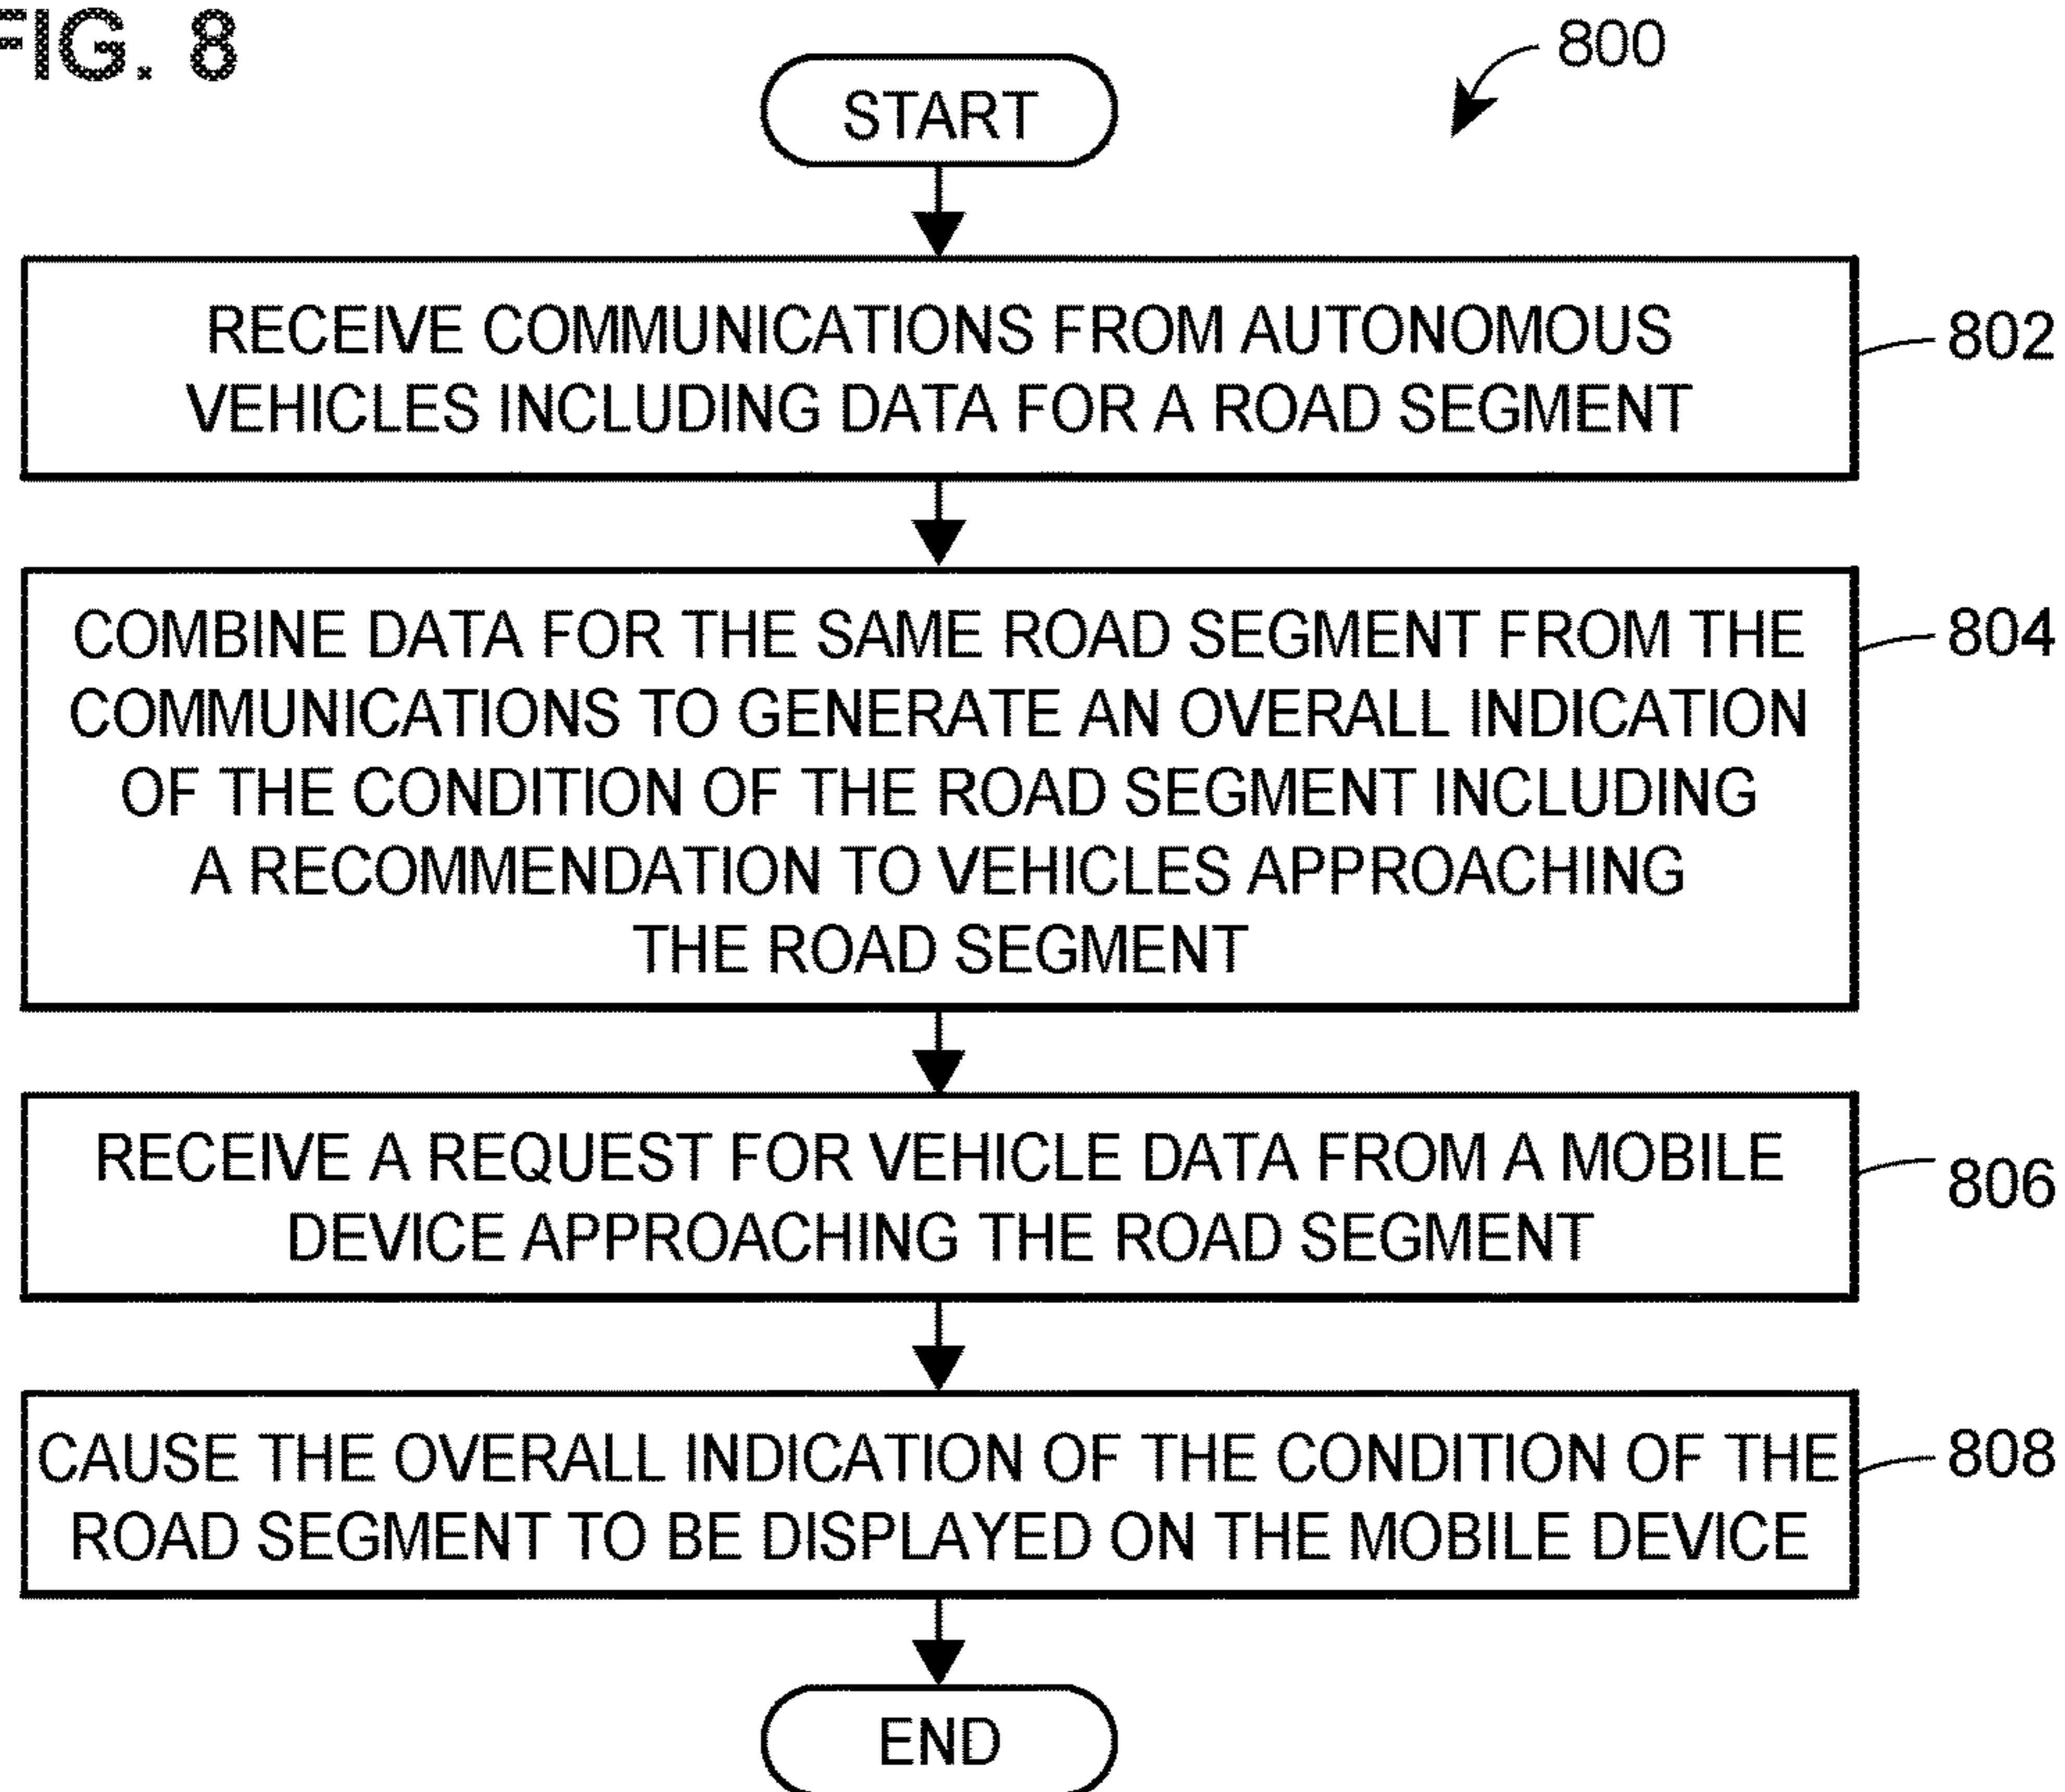 FIG. 8
800
START
RECEIVE COMMUNICATIONS FROM AUTONOMOUS
VEHICLES INCLUDING DATA FOR A ROAD SEGMENT
802
COMBINE DATA FOR THE SAME ROAD SEGMENT FROM THE
COMMUNICATIONS TO GENERATE AN OVERALL INDICATION
OF THE CONDITION OF THE ROAD SEGMENT INCLUDING
A RECOMMENDATION TO VEHICLES APPROACHING
THE ROAD SEGMENT
804
RECEIVE A REQUEST FOR VEHICLE DATA FROM A MOBILE
DEVICE APPROACHING THE ROAD SEGMENT
806
CAUSE THE OVERALL INDICATION OF THE CONDITION OF THE
ROAD SEGMENT TO BE DISPLAYED ON THE MOBILE DEVICE
808
END